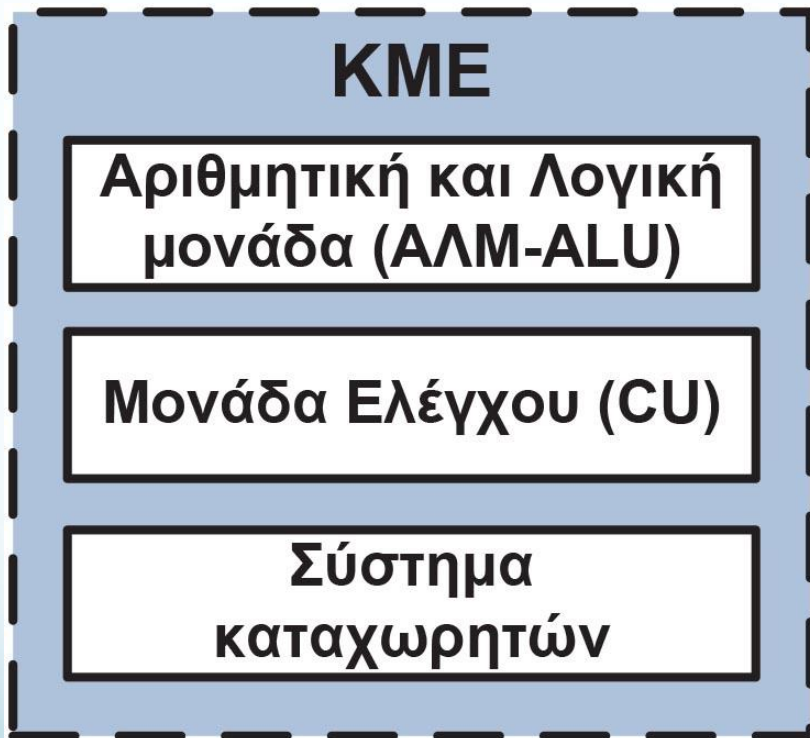 ΚΜΕ
Αριθμητική και Λογική
μονάδα (ΑΛΜ-ALU)
Μονάδα Ελέγχου (CU)
Σύστημα
καταχωρητών